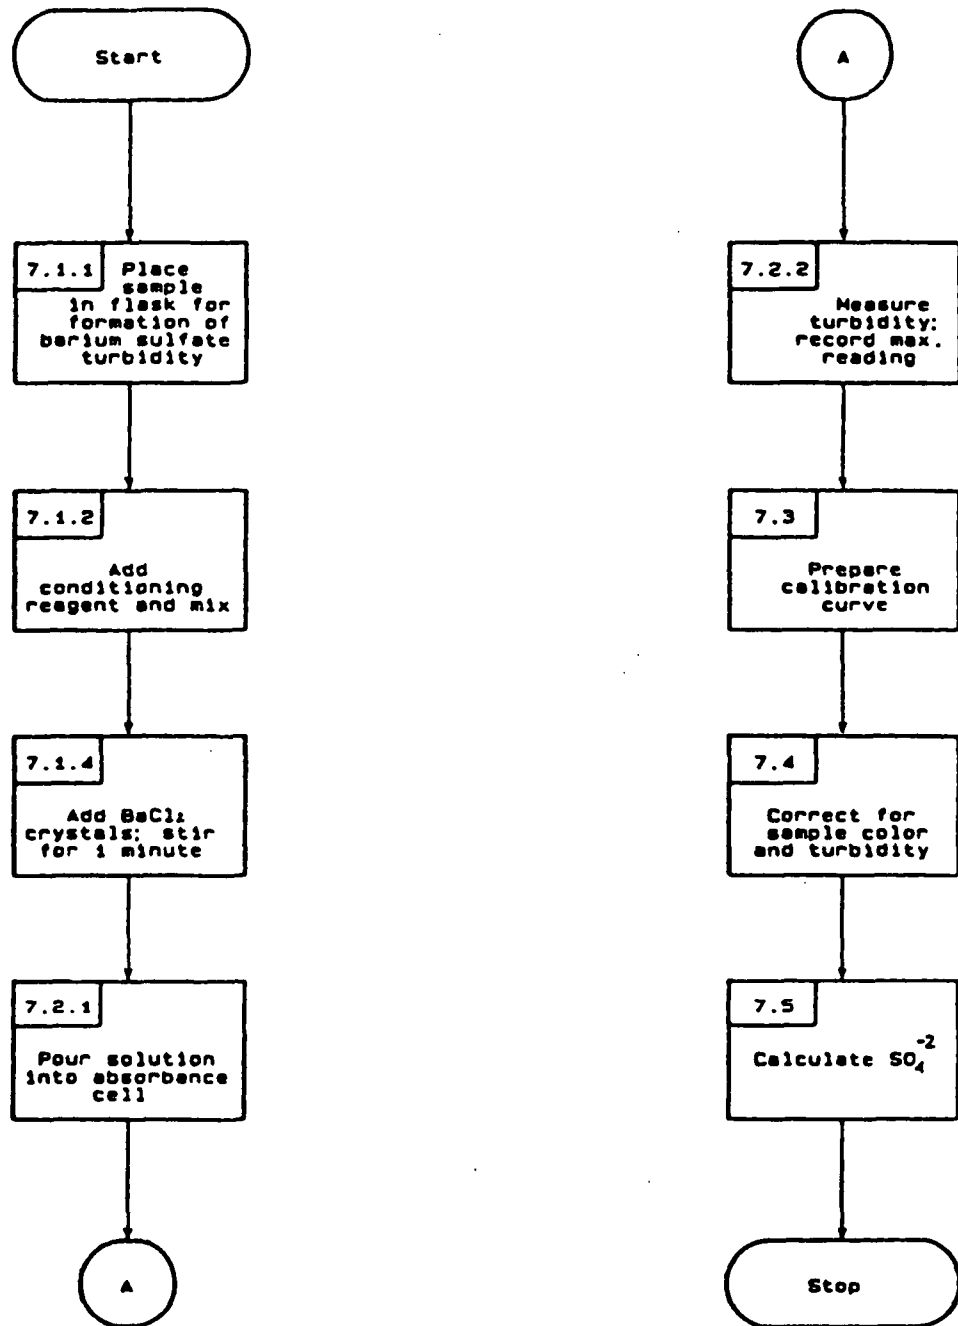 Start
7.1.1 Place
sample
in flask for
formation of
barium sulfate
turbidity
7.1.2
Add
conditioning
reagent and mix
7.1.4
Add BaCl₂
crystals; stir
for 1 minute
7.2.1
Pour solution
into absorbance
cell
A
A
7.2.2
Measure
turbidity;
record max.
reading
7.3
Prepare
calibration
curve
7.4
Correct for
sample color
and turbidity
7.5
Calculate SO₄⁻²
Stop